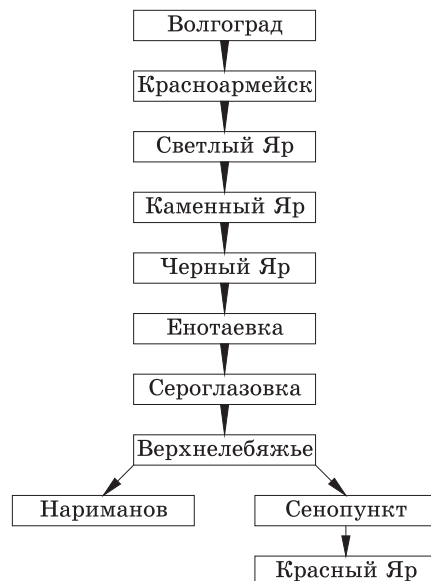 Волгоград
Красноармейск
Светлый Яр
Каменный Яр
Черный Яр
Енотаевка
Сероглазовка
Верхнелебяжье
Нариманов
Сенопункт
Красный Яр